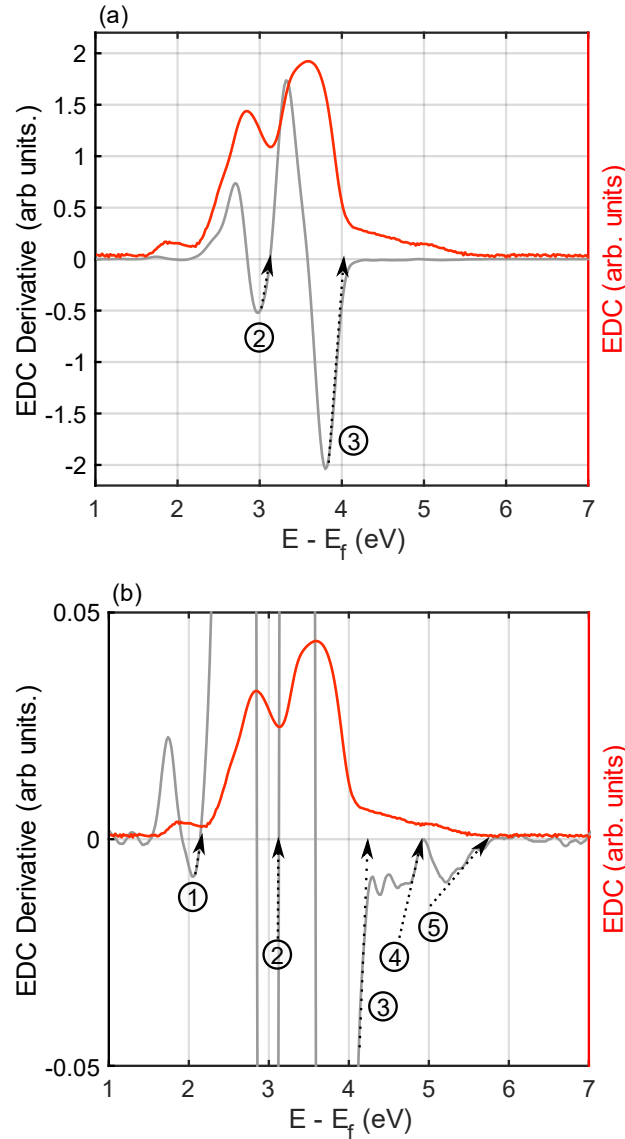 (a)
EDC Derivative (arb units.)
2
1.5
1
0.5
0
-0.5
-1
-1.5
-2
②
③
1 2 3 4 5 6 7
E - E_f (eV)
EDC (arb. units)
(b)
EDC Derivative (arb units.)
0.05
0
-0.05
①
②
③
④
⑤
1 2 3 4 5 6 7
E - E_f (eV)
EDC (arb. units)